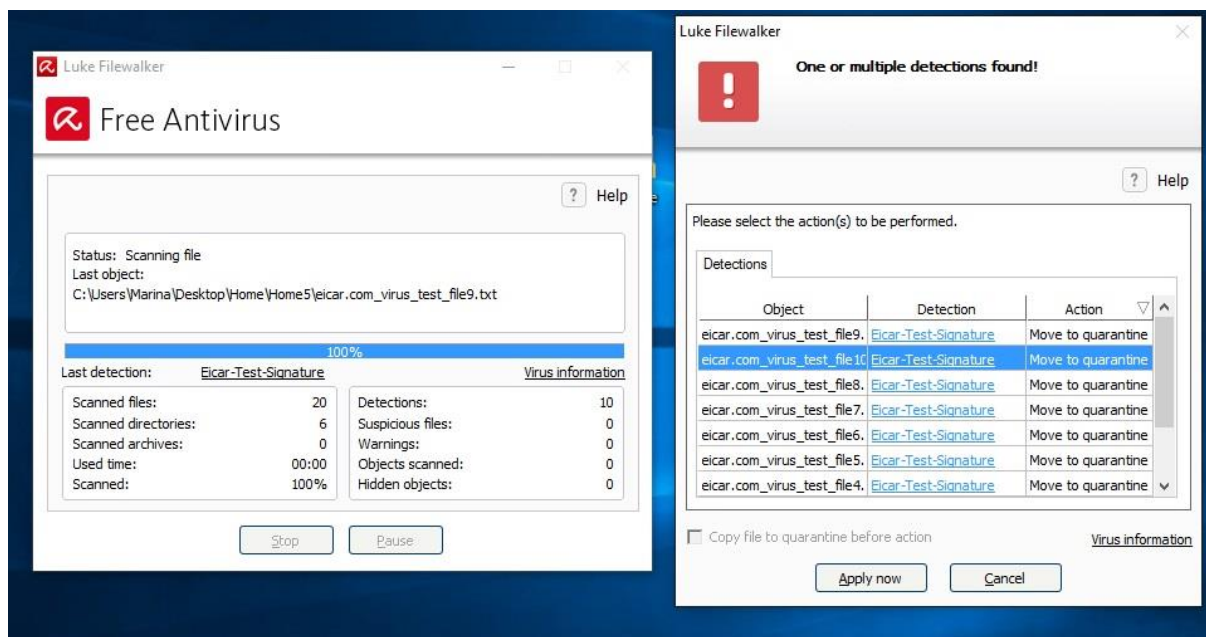 Luke Filewalker
Free Antivirus
? Help
Status: Scanning file
Last object:
C:\Users\Marina\Desktop\Home\Home5\eicar.com_virus_test_file9.txt
100%
Last detection: Eicar-Test-Signature Virus information
Scanned files: 20
Scanned directories: 6
Scanned archives: 0
Used time: 00:00
Scanned: 100%
Detections: 10
Suspicious files: 0
Warnings: 0
Objects scanned: 0
Hidden objects: 0
Stop Pause
Luke Filewalker
One or multiple detections found!
? Help
Please select the action(s) to be performed.
Detections
Object Detection Action
eicar.com_virus_test_file9. Eicar-Test-Signature Move to quarantine
eicar.com_virus_test_file10 Eicar-Test-Signature Move to quarantine
eicar.com_virus_test_file8. Eicar-Test-Signature Move to quarantine
eicar.com_virus_test_file7. Eicar-Test-Signature Move to quarantine
eicar.com_virus_test_file6. Eicar-Test-Signature Move to quarantine
eicar.com_virus_test_file5. Eicar-Test-Signature Move to quarantine
eicar.com_virus_test_file4. Eicar-Test-Signature Move to quarantine
Copy file to quarantine before action
Virus information
Apply now Cancel